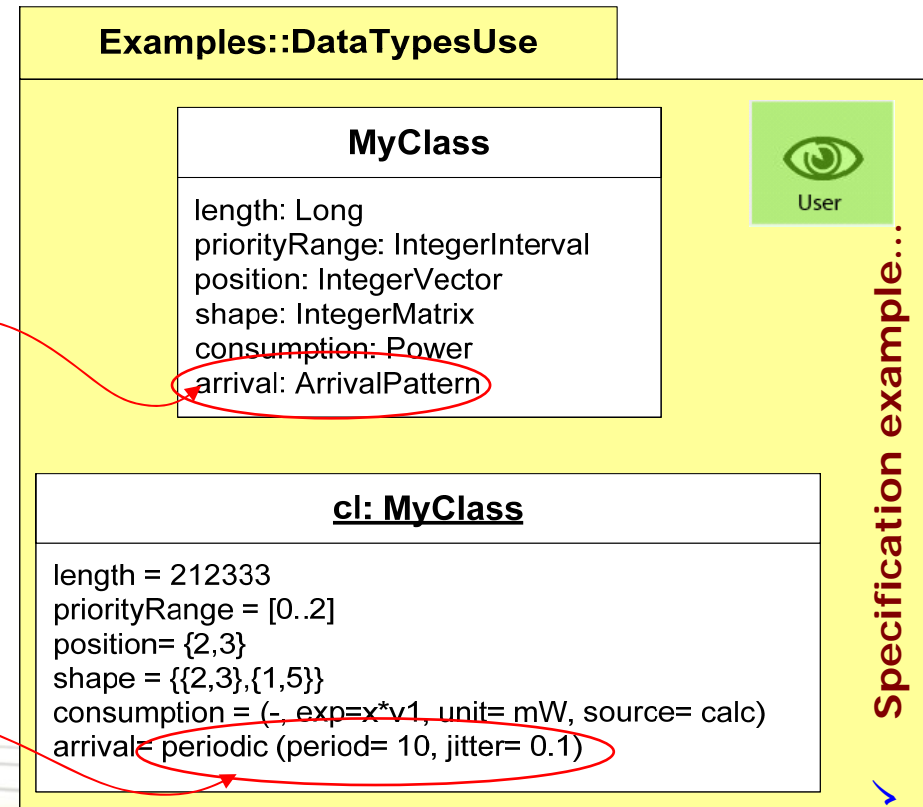 Examples::DataTypesUse
MyClass
length: Long
priorityRange: IntegerInterval
position: IntegerVector
shape: IntegerMatrix
consumption: Power
arrival: ArrivalPattern
User
Specification example...
cl: MyClass
length = 212333
priorityRange = [0..2]
position= {2,3}
shape = {{2,3},{1,5}}
consumption = (-, exp=x*v1, unit= mW, source= calc)
arrival= periodic (period= 10, jitter= 0.1)